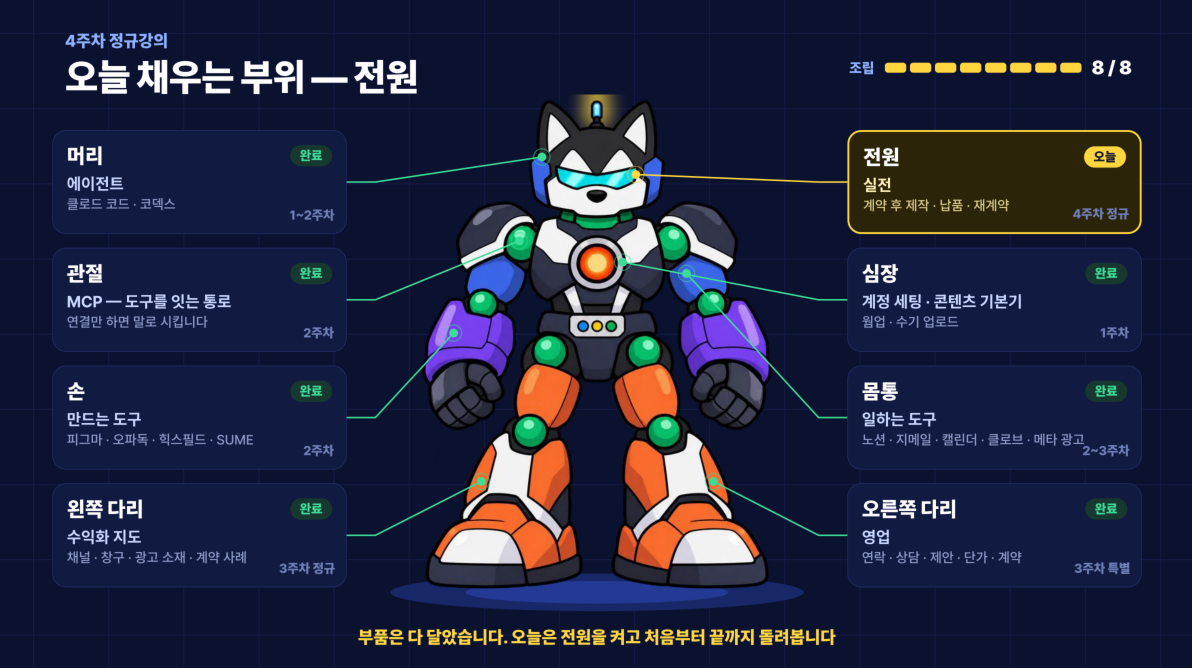 4주차 정규강의
오늘 채우는 부위 — 전원
조립 8 / 8
머리 완료
에이전트
클로드 코드 · 코덱스
1~2주차
관절 완료
MCP — 도구를 잇는 통로
연결만 하면 말로 시킵니다
2주차
손 완료
만드는 도구
피그마 · 오파독 · 힉스필드 · SUME
2주차
왼쪽 다리 완료
수익화 지도
채널 · 창구 · 광고 소재 · 계약 사례
3주차 정규
전원 오늘
실전
계약 후 제작 · 납품 · 재계약
4주차 정규
심장 완료
계정 세팅 · 콘텐츠 기본기
웜업 · 수기 업로드
1주차
몸통 완료
일하는 도구
노션 · 지메일 · 캘린더 · 클로브 · 메타 광고
2~3주차
오른쪽 다리 완료
영업
연락 · 상담 · 제안 · 단가 · 계약
3주차 특별
부품은 다 달았습니다. 오늘은 전원을 켜고 처음부터 끝까지 돌려봅니다